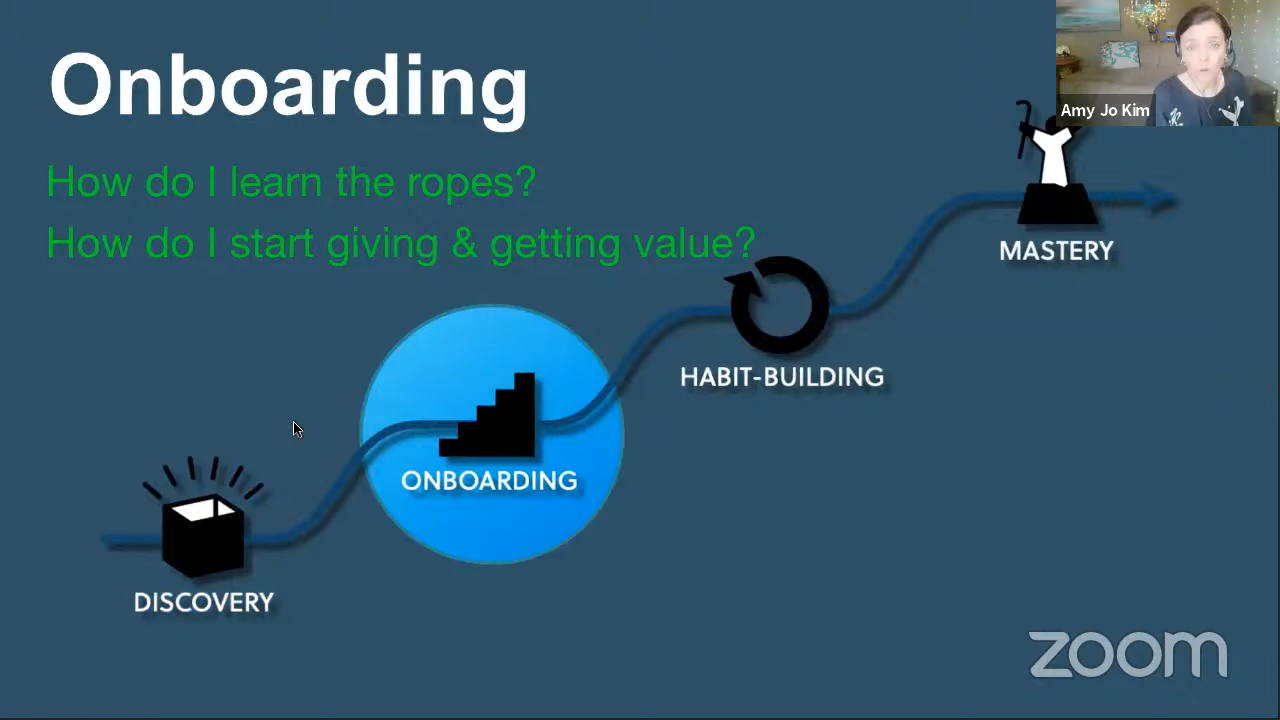 Onboarding
Amy Jo Kim
How do I learn the ropes?
How do I start giving & getting value?
MASTERY
HABIT-BUILDING
ONBOARDING
DISCOVERY
zoom